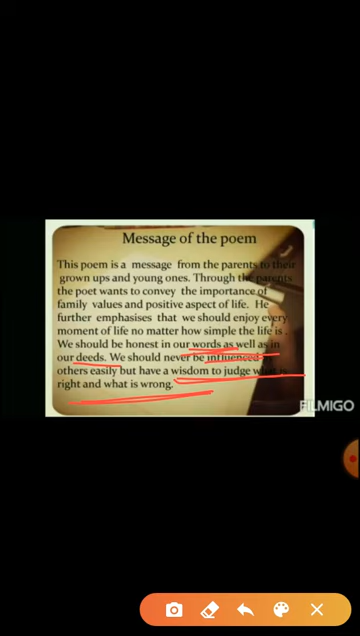 Message of the poem
This poem is a message from the parents to their
grown ups and young ones. Through the parents
the poet wants to convey the importance of
family values and positive aspect of life. He
further emphasises that we should enjoy every
moment of life no matter how simple the life is .
We should be honest in our words as well as in
our deeds. We should never be influenced
others easily but have a wisdom to judge what is
right and what is wrong.
FILMIGO